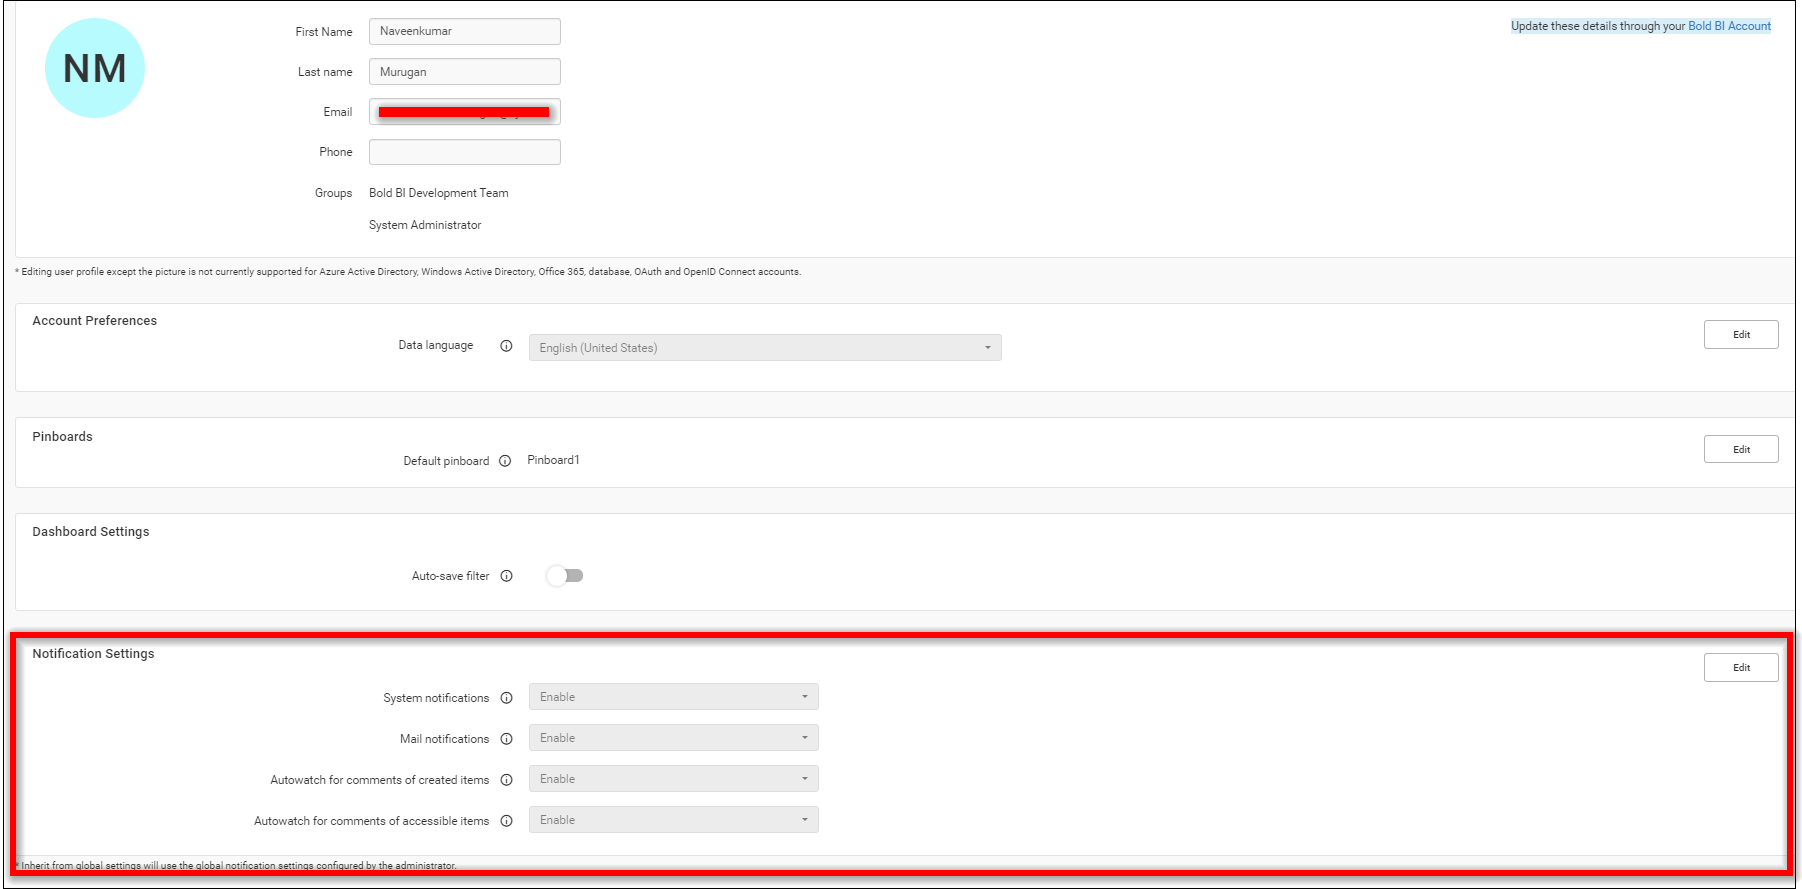 NM
First Name
Naveenkumar
Update these details through your Bold BI Account
Last name
Murugan
Email
Phone
Groups
Bold BI Development Team
System Administrator
* Editing user profile except the picture is not currently supported for Azure Active Directory, Windows Active Directory, Office 365, database, OAuth and OpenID Connect accounts.
Account Preferences
Edit
Data language
English (United States)
Pinboards
Edit
Default pinboard
Pinboard1
Dashboard Settings
Auto-save filter
Notification Settings
Edit
System notifications
Enable
Mail notifications
Enable
Autowatch for comments of created items
Enable
Autowatch for comments of accessible items
Enable
* Inherit from global settings will use the global notification settings configured by the administrator.